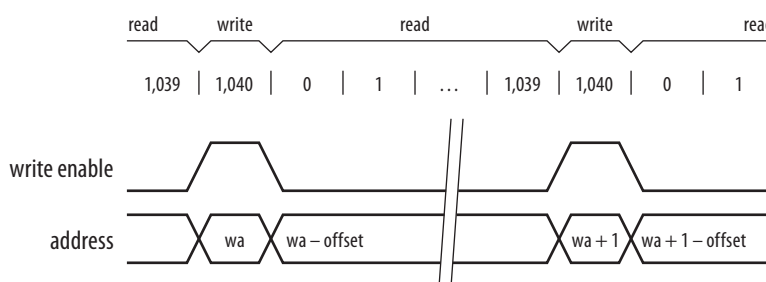 read write read write read
1,039 | 1,040 | 0 | 1 | ... | 1,039 | 1,040 | 0 | 1
write enable
address wa wa – offset wa + 1 wa + 1 – offset